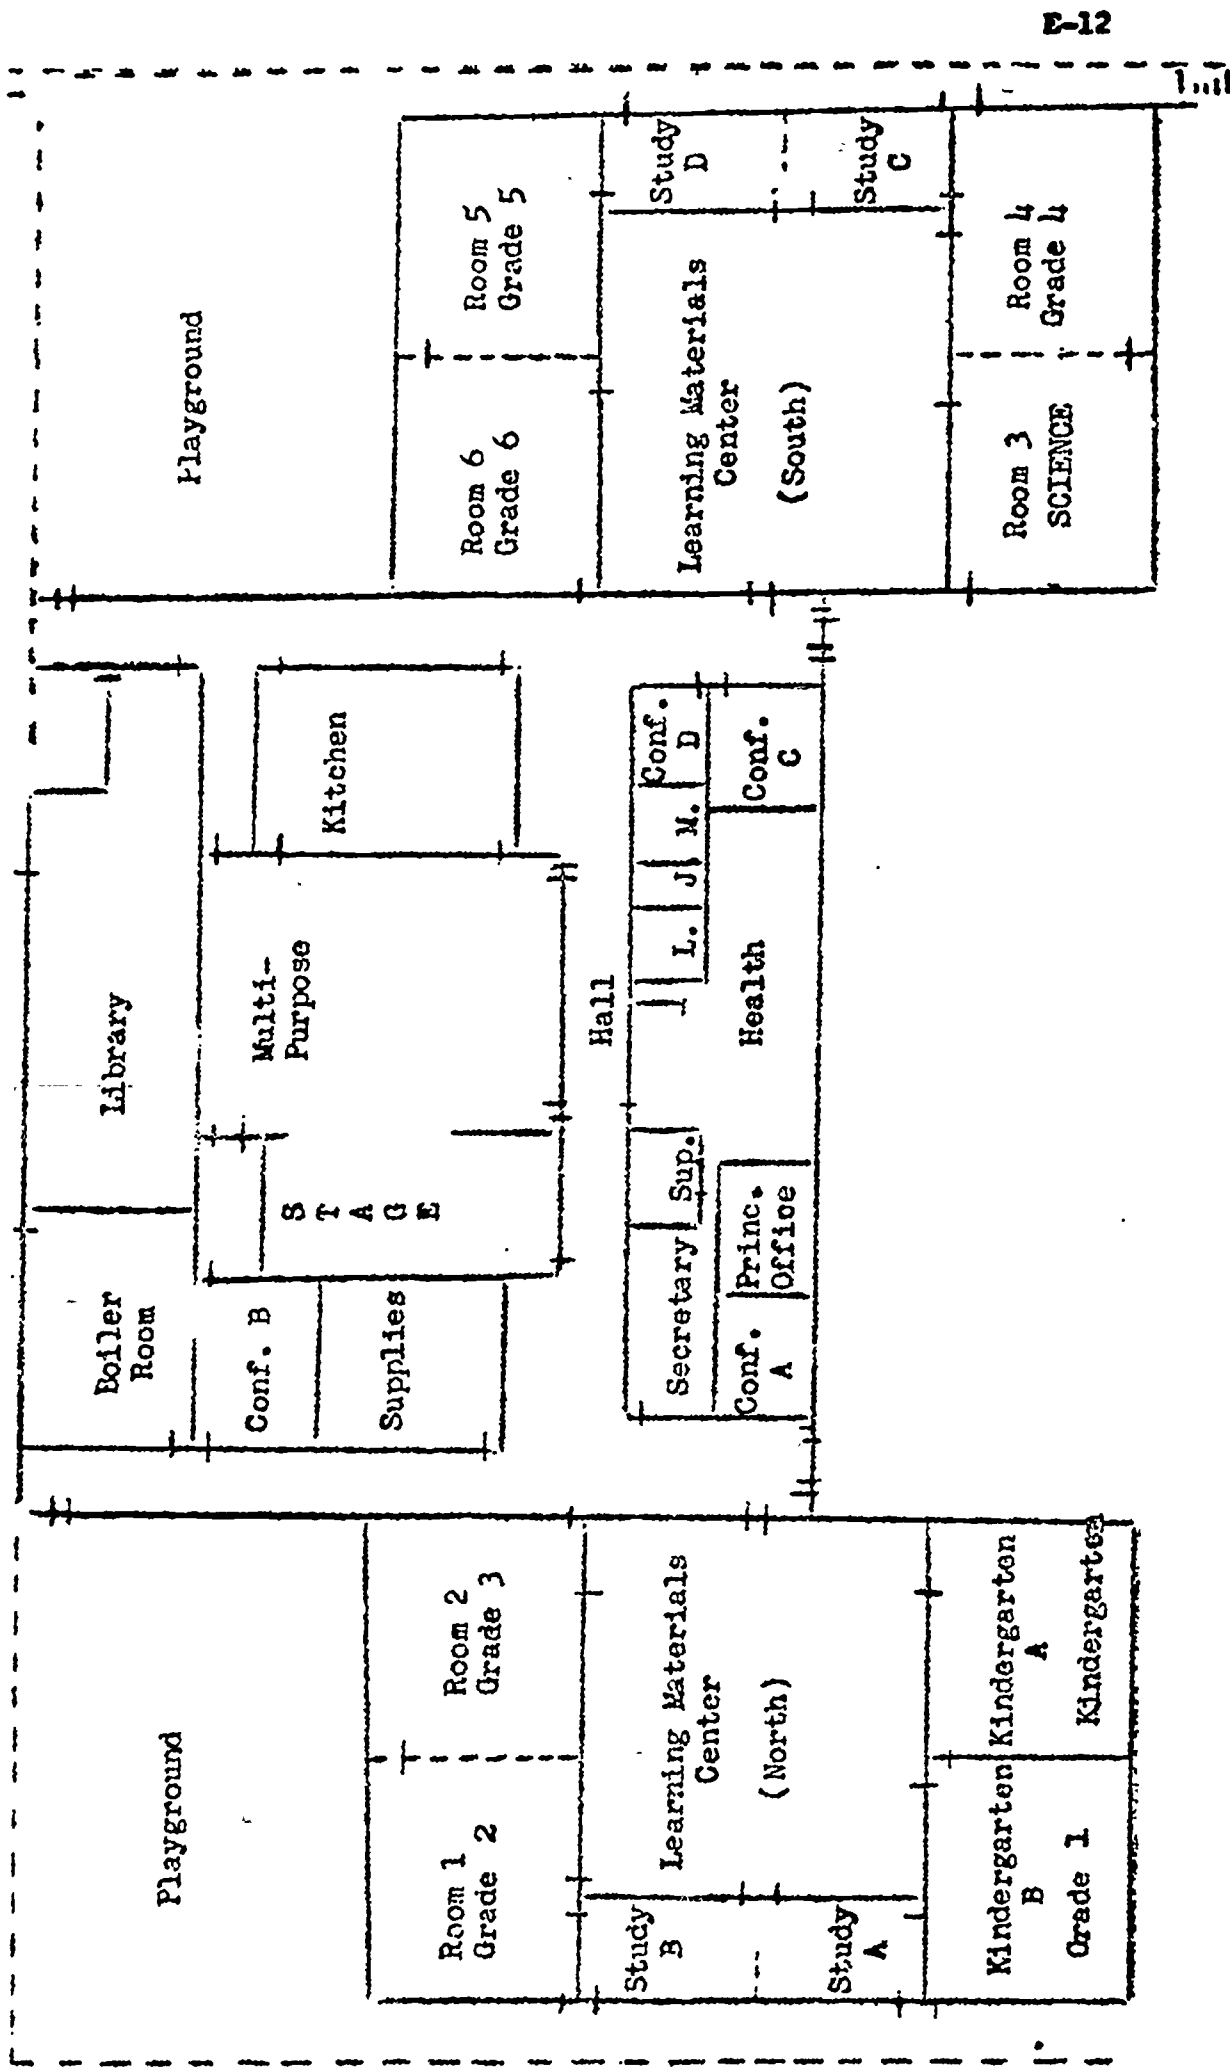 E-12
Playground
Room 1
Grade 2
Room 2
Grade 3
Study
B
Study
A
Learning Materials
Center
(North)
Kindergarten
B
Grade 1
Kindergarten
A
Kindergarten
Boiler
Room
Library
Conf. B
Supplies
S
T
A
G
E
Multi-
Purpose
Kitchen
Hall
Secretary
Sup.
L.
J
M.
Conf.
D
Conf.
A
Princ.
Office
Health
Conf.
C
Playground
Room 6
Grade 6
Room 5
Grade 5
Learning Materials
Center
(South)
Study
D
Study
C
Room 3
SCIENCE
Room 4
Grade 4